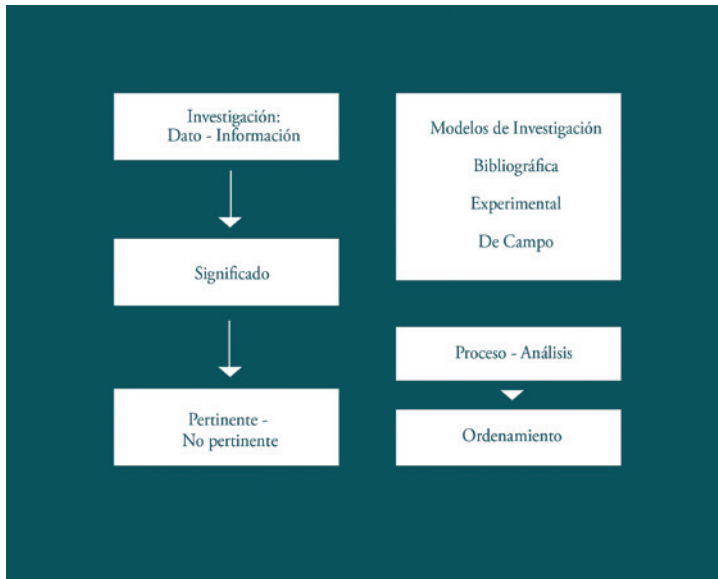 Investigación:
Dato - Información
Significado
Pertinente -
No pertinente
Modelos de Investigación
Bibliográfica
Experimental
De Campo
Proceso - Análisis
Ordenamiento